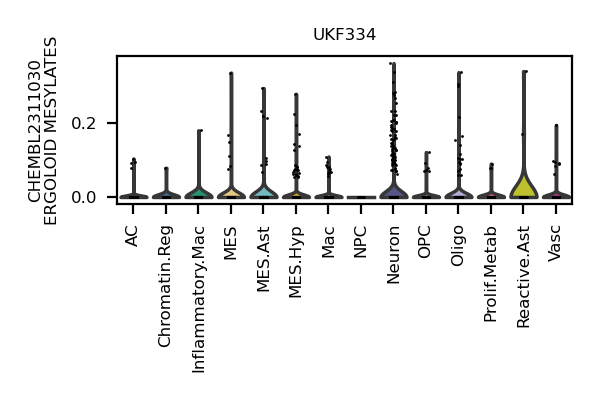 UKF334
CHEMBL2311030
ERGOLOID MESYLATES
0.2
0.0
AC
Chromatin.Reg
Inflammatory.Mac
MES
MES.Ast
MES.Hyp
Mac
NPC
Neuron
OPC
Oligo
Prolif.Metab
Reactive.Ast
Vasc